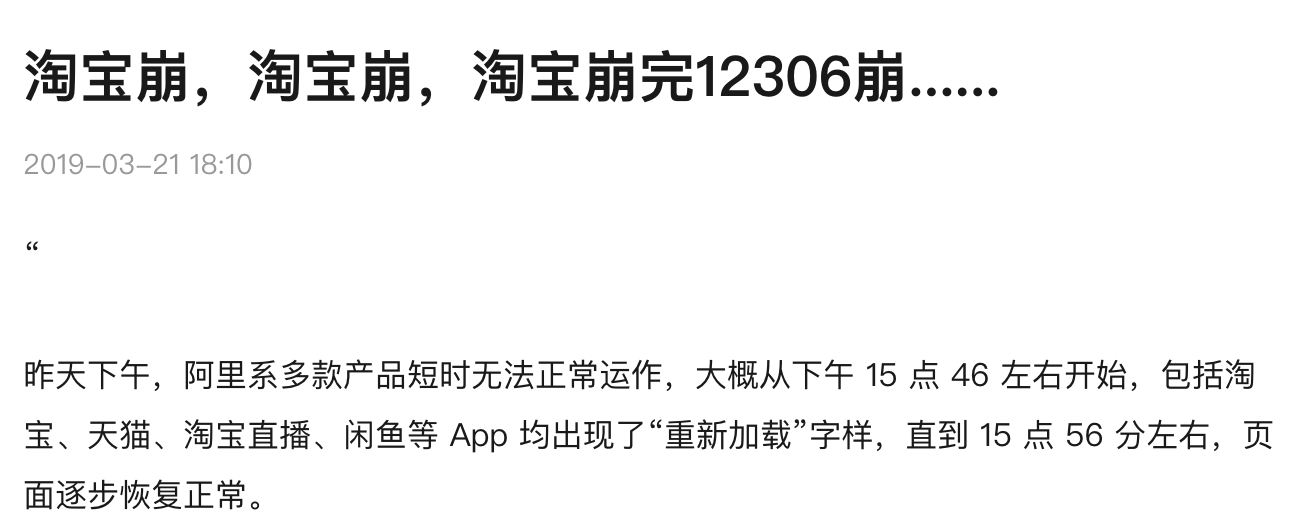 淘宝崩，淘宝崩，淘宝崩完12306崩......
2019-03-21 18:10
“
昨天下午，阿里系多款产品短时无法正常运作，大概从下午 15 点 46 左右开始，包括淘
宝、天猫、淘宝直播、闲鱼等 App 均出现了“重新加载”字样，直到 15 点 56 分左右，页
面逐步恢复正常。